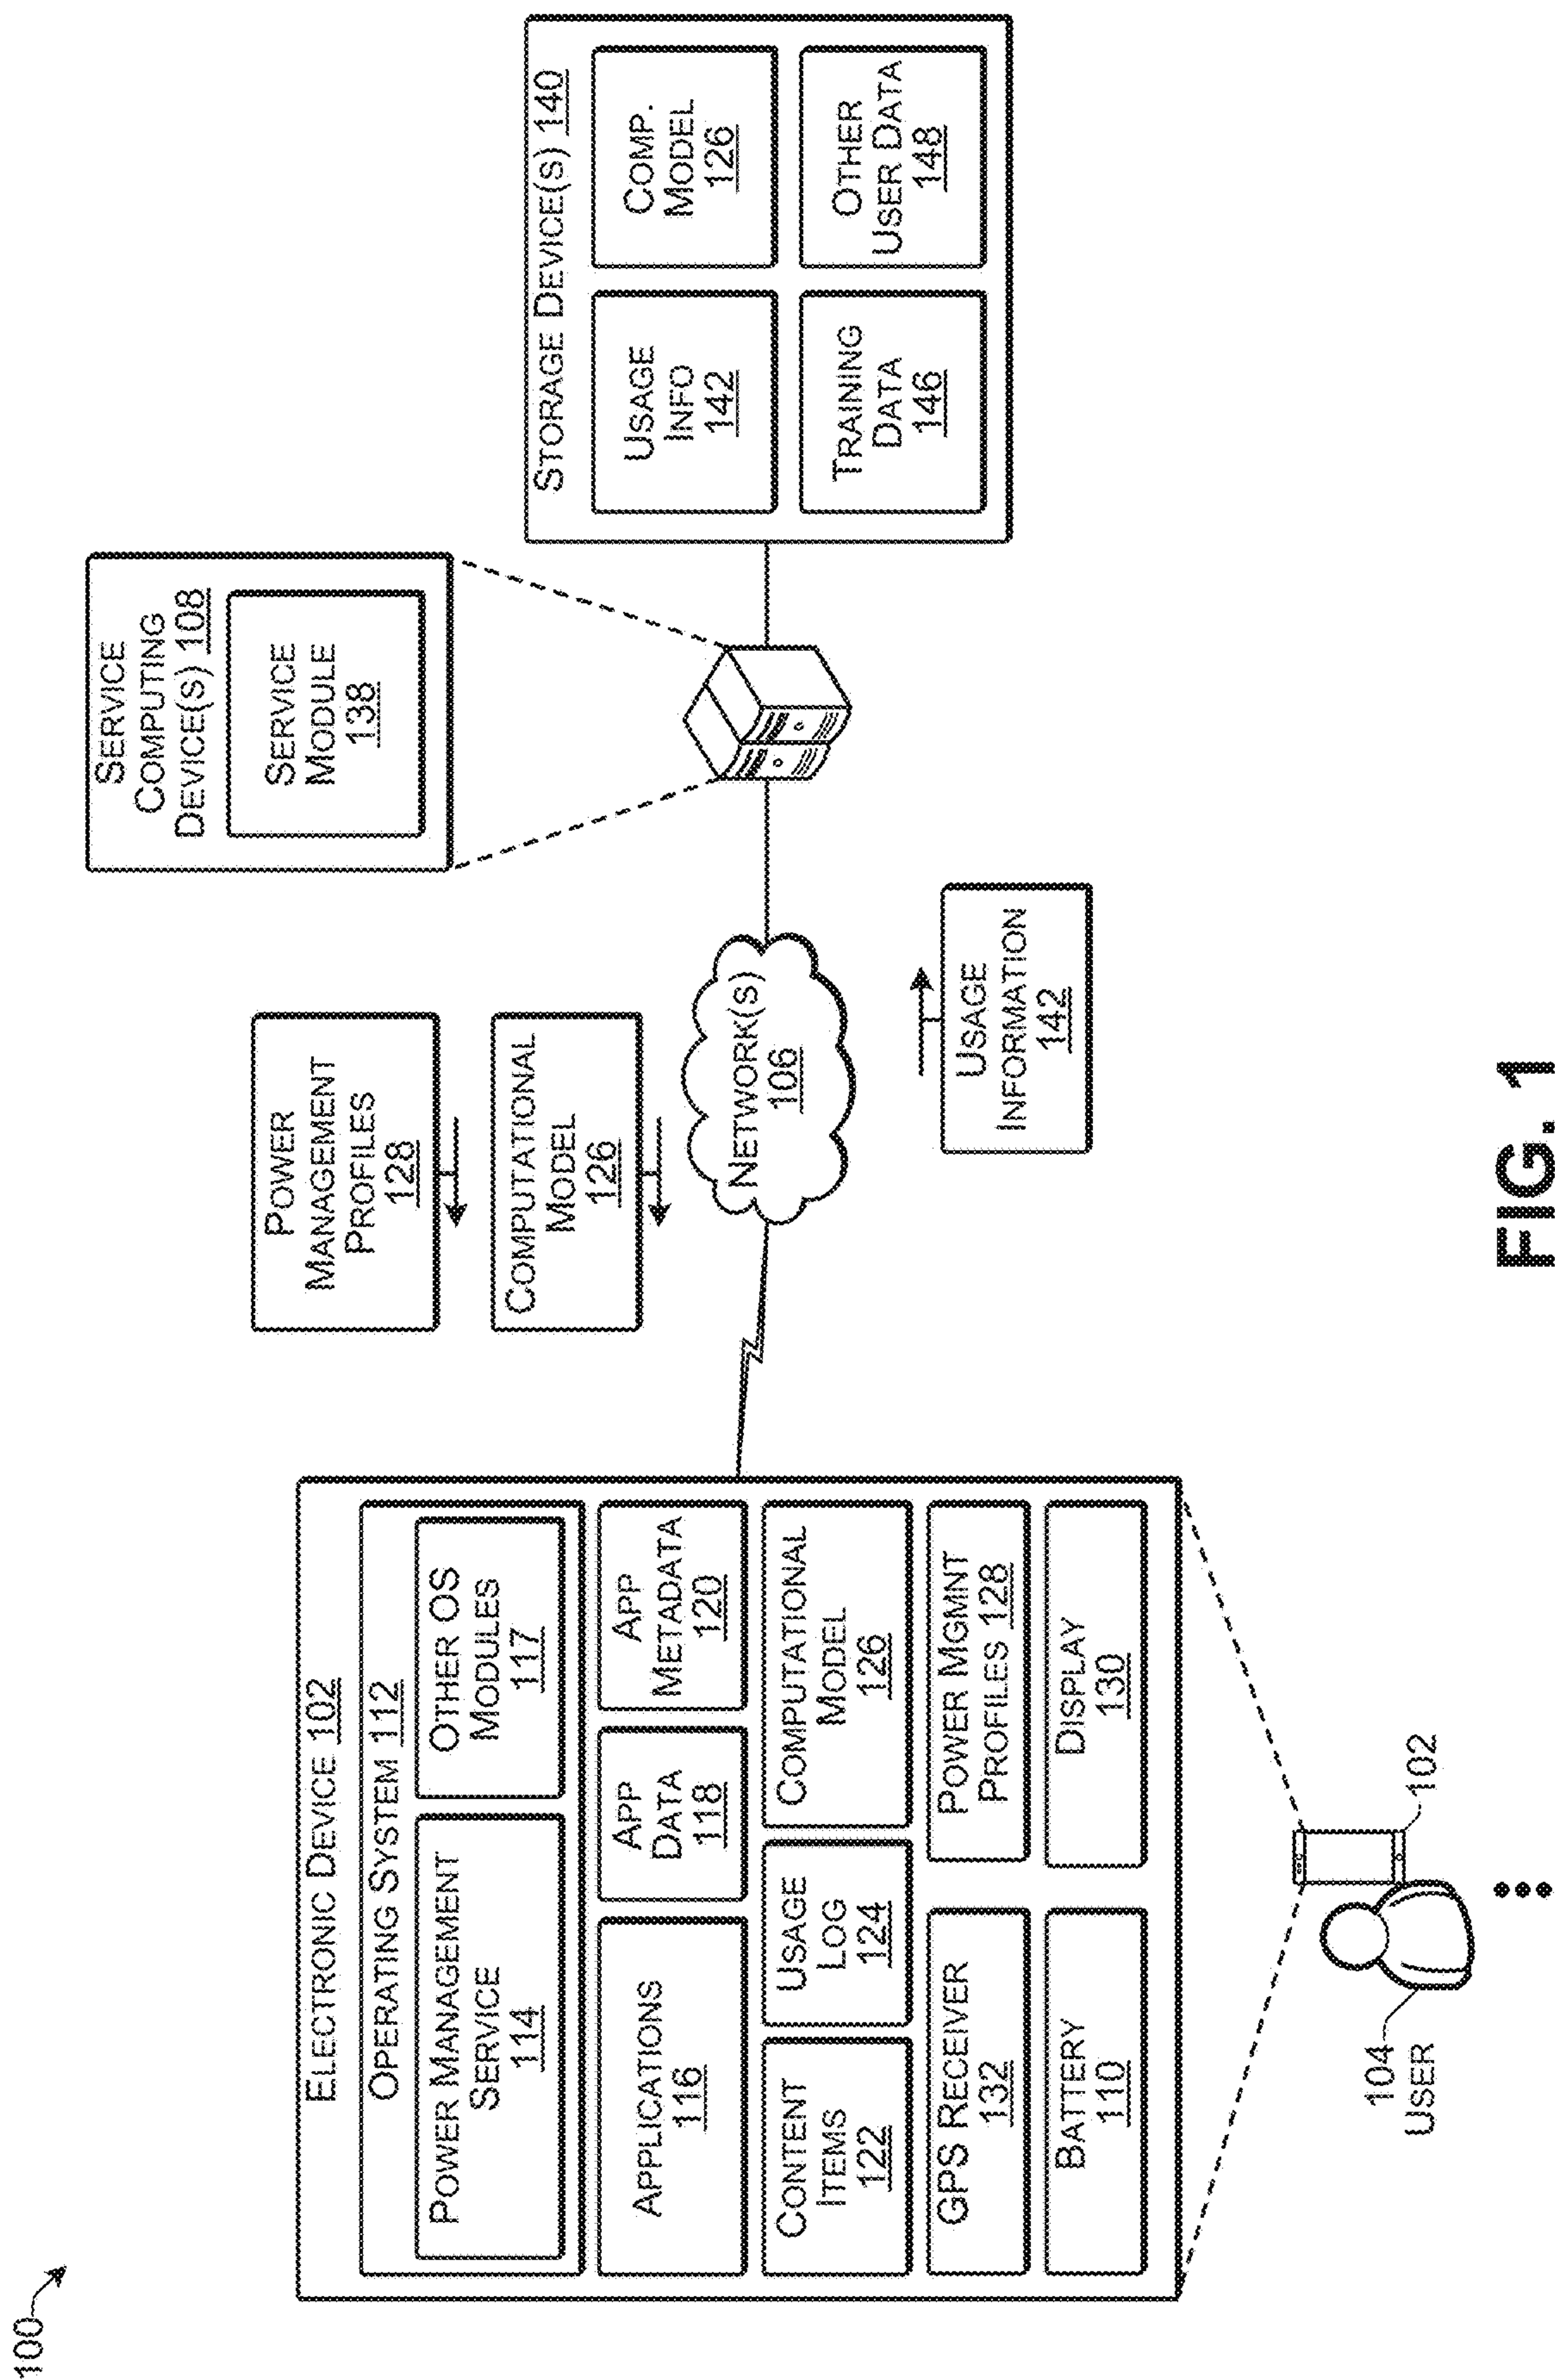 100
ELECTRONIC DEVICE 102
OPERATING SYSTEM 112
POWER MANAGEMENT
SERVICE
114
OTHER OS
MODULES
117
APPLICATIONS
116
APP
DATA
118
APP
METADATA
120
CONTENT
ITEMS
122
USAGE
LOG
124
COMPUTATIONAL
MODEL
126
GPS RECEIVER
132
POWER MGMNT
PROFILES 128
BATTERY
110
DISPLAY
130
104
USER
102
POWER
MANAGEMENT
PROFILES
128
COMPUTATIONAL
MODEL
126
NETWORK(S)
106
USAGE
INFORMATION
142
SERVICE
COMPUTING
DEVICE(S) 108
SERVICE
MODULE
138
STORAGE DEVICE(S) 140
USAGE
INFO
142
COMP.
MODEL
126
TRAINING
DATA
146
OTHER
USER DATA
148
FIG. 1